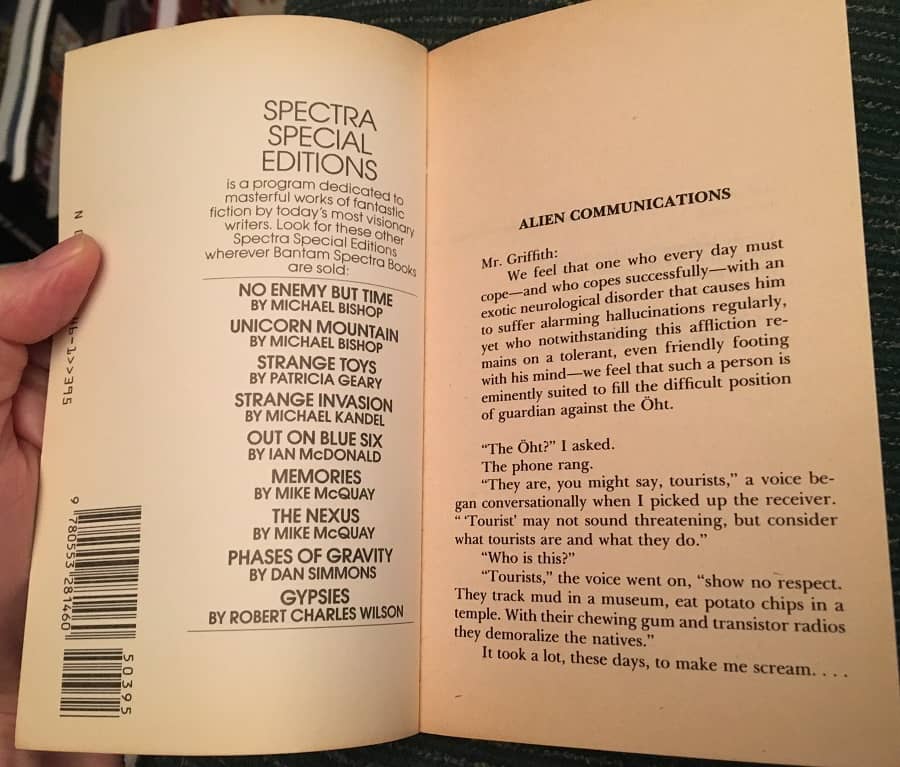 SPECTRA
SPECIAL
EDITIONS
is a program dedicated to
masterful works of fantastic
fiction by today's most visionary
writers. Look for these other
Spectra Special Editions
wherever Bantam Spectra Books
are sold:
NO ENEMY BUT TIME
BY MICHAEL BISHOP
UNICORN MOUNTAIN
BY MICHAEL BISHOP
STRANGE TOYS
BY PATRICIA GEARY
STRANGE INVASION
BY MICHAEL KANDEL
OUT ON BLUE SIX
BY IAN McDONALD
MEMORIES
BY MIKE McQUAY
THE NEXUS
BY MIKE McQUAY
PHASES OF GRAVITY
BY DAN SIMMONS
GYPSIES
BY ROBERT CHARLES WILSON
9 780553 281460
50395
ALIEN COMMUNICATIONS
Mr. Griffith:
We feel that one who every day must
cope—and who copes successfully—with an
exotic neurological disorder that causes him
to suffer alarming hallucinations regularly,
yet who notwithstanding this affliction re-
mains on a tolerant, even friendly footing
with his mind—we feel that such a person is
eminently suited to fill the difficult position
of guardian against the Öht.
“The Öht?” I asked.
The phone rang.
“They are, you might say, tourists,” a voice be-
gan conversationally when I picked up the receiver.
“ ‘Tourist’ may not sound threatening, but consider
what tourists are and what they do.”
“Who is this?”
“Tourists,” the voice went on, “show no respect.
They track mud in a museum, eat potato chips in a
temple. With their chewing gum and transistor radios
they demoralize the natives.”
It took a lot, these days, to make me scream. . . .